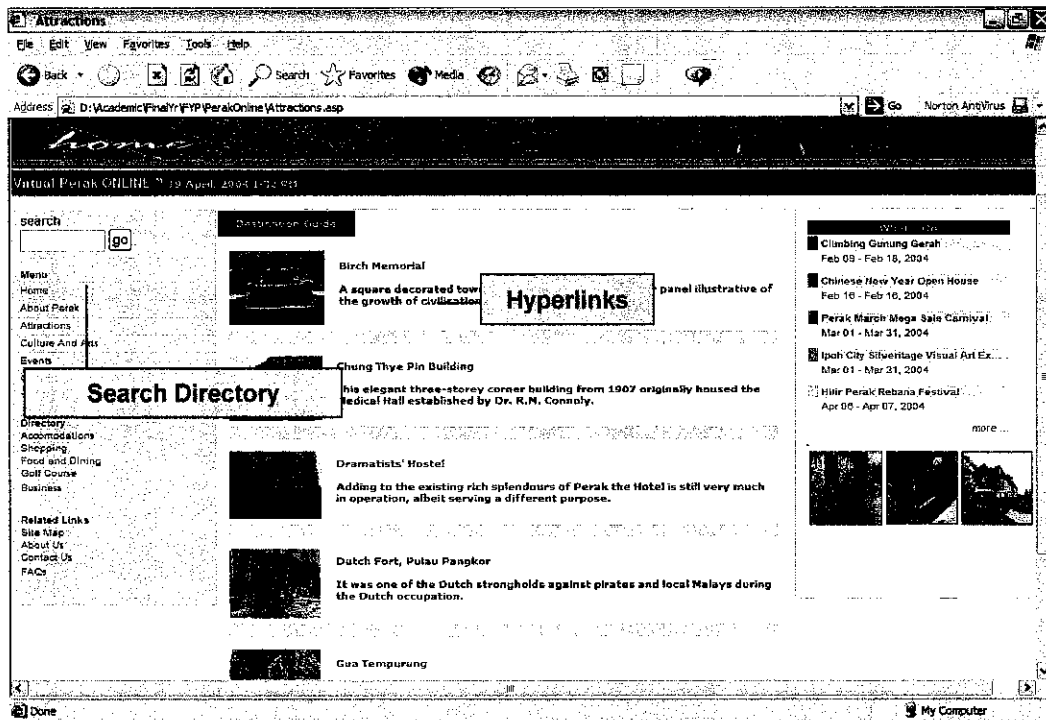 Attractions
File Edit View Favorites Tools Help
Back Search Favorites Media
Address D:\Academic\FinalYr\FYP\PerakOnline\Attractions.asp Go Norton AntiVirus
home
Virtual Perak ONLINE 19 April, 2004
search
go
Menu
Home
About Perak
Attractions
Culture And Arts
Events
Search Directory
Directory
Accomodations
Shopping
Food and Dining
Golf Course
Business
Related Links
Site Map
About Us
Contact Us
FAQs
Destination Guide
Birch Memorial
A square decorated panel illustrative of
the growth of civilisation
Hyperlinks
Chung Thye Pin Building
This elegant three-storey corner building from 1907 originally housed the
Medical Hall established by Dr. R.M. Connoly.
Dramatists' Hostel
Adding to the existing rich splendours of Perak the Hotel is still very much
in operation, albeit serving a different purpose.
Dutch Fort, Pulau Pangkor
It was one of the Dutch strongholds against pirates and local Malays during
the Dutch occupation.
Gua Tempurung
Climbing Gunung Gerah
Feb 09 - Feb 18, 2004
Chinese New Year Open House
Feb 16 - Feb 16, 2004
Perak March Mega Sale Carnival
Mar 01 - Mar 31, 2004
Ipoh City Silveritage Visual Art Ex...
Mar 01 - Mar 31, 2004
Hilir Perak Rebana Festival
Apr 06 - Apr 07, 2004
more ...
Done My Computer